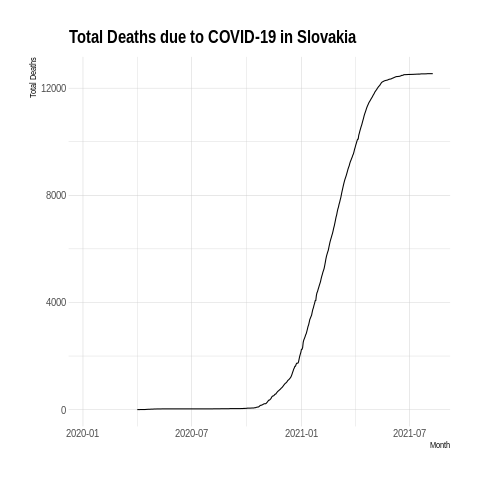 Total Deaths due to COVID-19 in Slovakia
Total Deaths
12000
8000
4000
0
2020-01 2020-07 2021-01 2021-07
Month